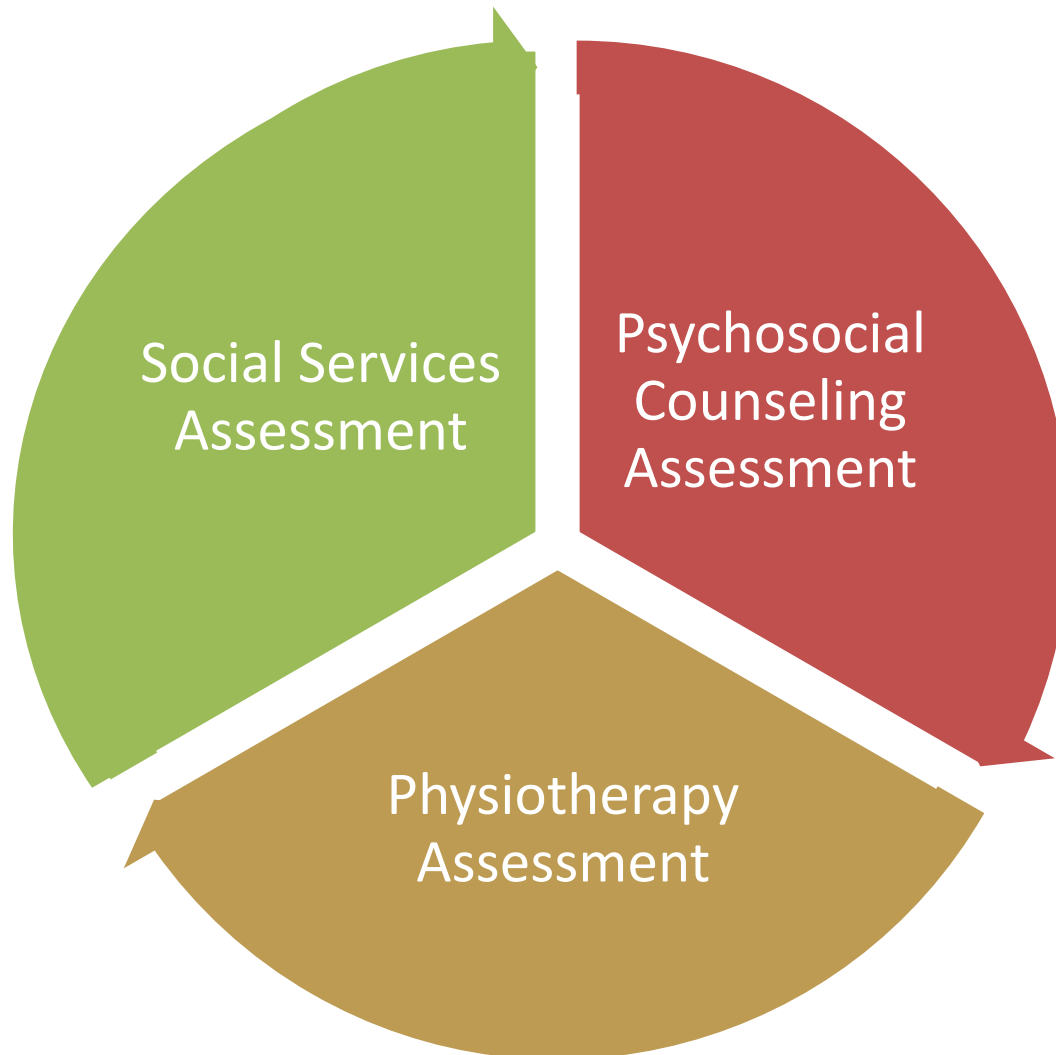 Social Services
Assessment
Psychosocial
Counseling
Assessment
Physiotherapy
Assessment